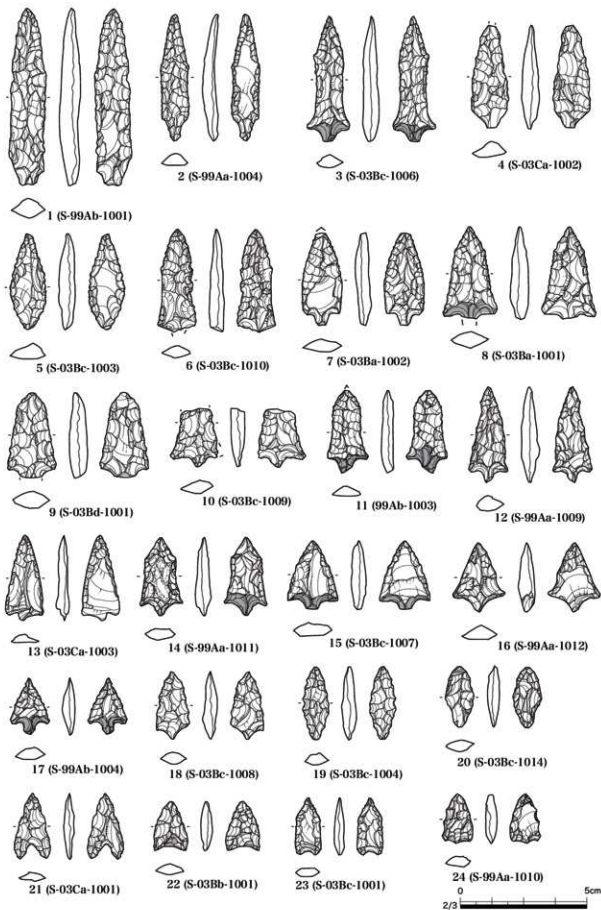 1 (S-99Ab-1001)
2 (S-99Aa-1004)
3 (S-03Bc-1006)
4 (S-03Ca-1002)
5 (S-03Bc-1003)
6 (S-03Bc-1010)
7 (S-03Ba-1002)
8 (S-03Ba-1001)
9 (S-03Bd-1001)
10 (S-03Bc-1009)
11 (99Ab-1003)
12 (S-99Aa-1009)
13 (S-03Ca-1003)
14 (S-99Aa-1011)
15 (S-03Bc-1007)
16 (S-99Aa-1012)
17 (S-99Ab-1004)
18 (S-03Bc-1008)
19 (S-03Bc-1004)
20 (S-03Bc-1014)
21 (S-03Ca-1001)
22 (S-03Bb-1001)
23 (S-03Bc-1001)
24 (S-99Aa-1010)
0 5cm
2/3